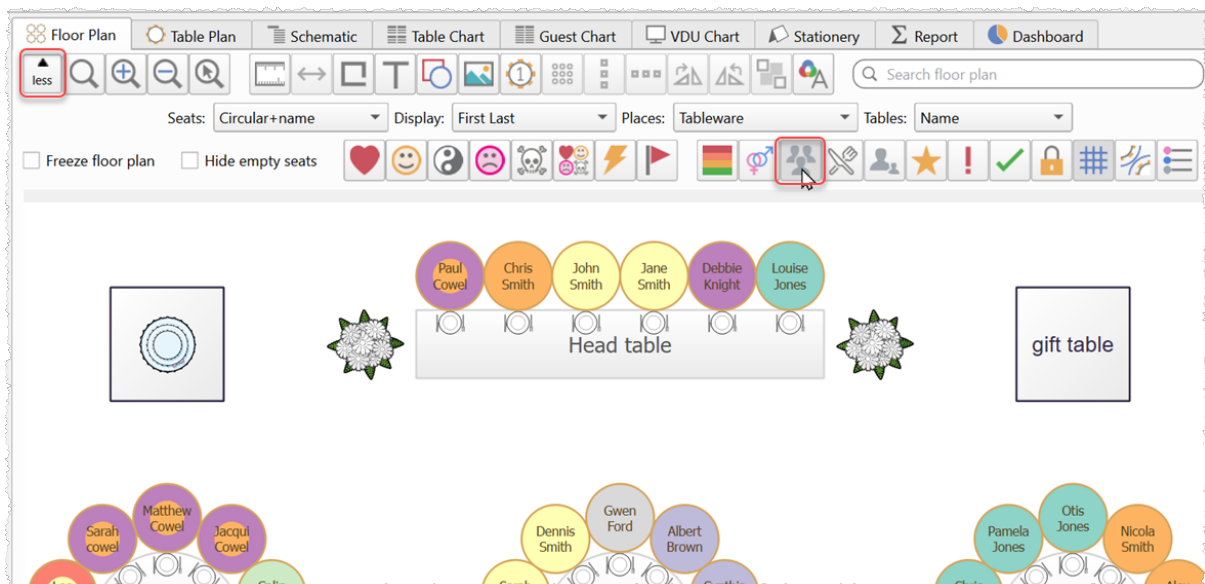 Floor Plan
Table Plan
Schematic
Table Chart
Guest Chart
VDU Chart
Stationery
Report
Dashboard
less
1
Search floor plan
Seats:
Circular+name
Display:
First Last
Places:
Tableware
Tables:
Name
Freeze floor plan
Hide empty seats
Paul
Cowel
Chris
Smith
John
Smith
Jane
Smith
Debbie
Knight
Louise
Jones
Head table
gift table
Sarah
cowel
Matthew
Cowel
Jacqui
Cowel
Dennis
Smith
Gwen
Ford
Albert
Brown
Pamela
Jones
Otis
Jones
Nicola
Smith